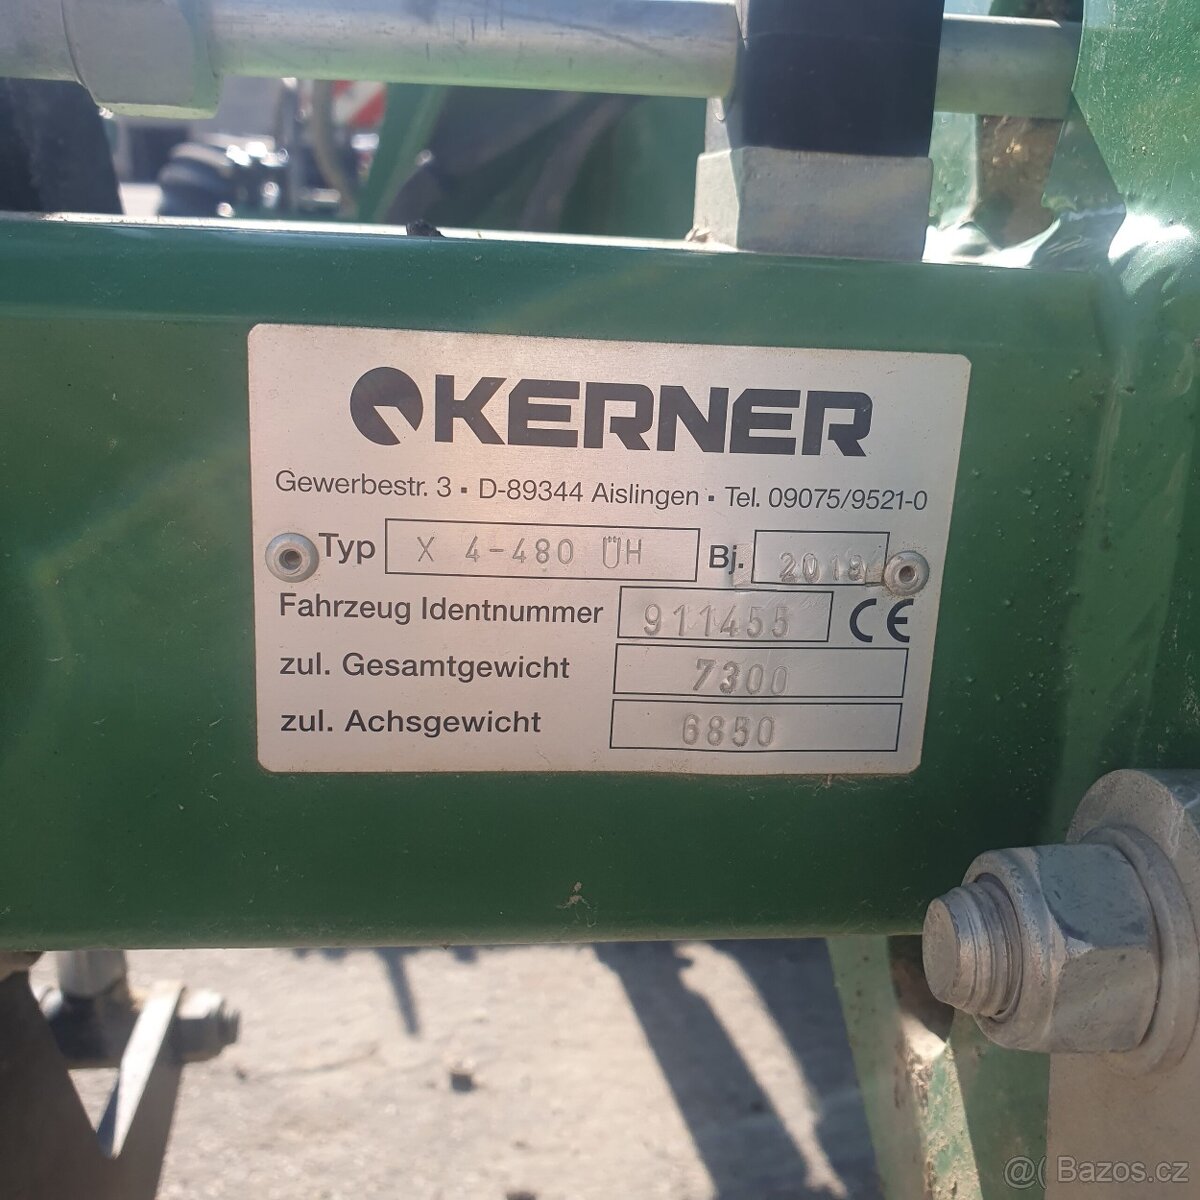 KERNER
Gewerbestr. 3 ▪ D-89344 Aislingen ▪ Tel. 09075/9521-0
Typ X 4-480 ÜH Bj. 2018
Fahrzeug Identnummer 911455 CE
zul. Gesamtgewicht 7300
zul. Achsgewicht 6850
@( Bazos.cz